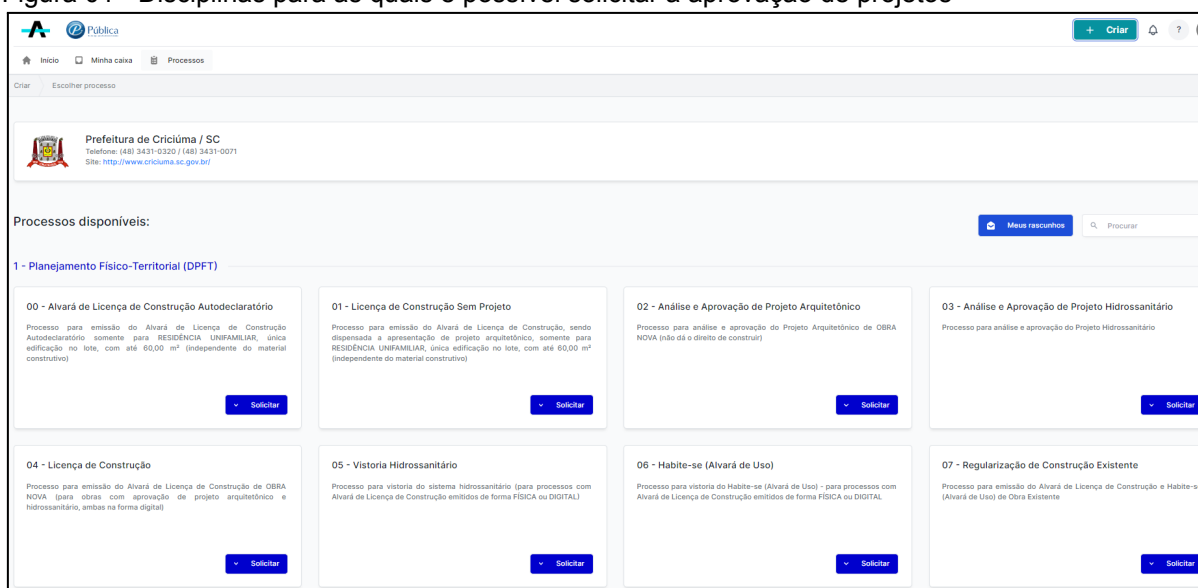 Figura 01 - Disciplinas para as quais é possível solicitar a aprovação de projetos
Pública
+ Criar
?
Início Minha caixa Processos
Criar Escolher processo
Prefeitura de Criciúma / SC
Telefone: (48) 3431-0320 / (48) 3431-0071
Site: http://www.criciuma.sc.gov.br/
Processos disponíveis:
Meus rascunhos
Procurar
1 - Planejamento Físico-Territorial (DPFT)
00 - Alvará de Licença de Construção Autodeclaratório
Processo para emissão do Alvará de Licença de Construção
Autodeclaratório somente para RESIDÊNCIA UNIFAMILIAR, única
edificação no lote, com até 60,00 m² (independente do material
construtivo)
Solicitar
01 - Licença de Construção Sem Projeto
Processo para emissão do Alvará de Licença de Construção, sendo
dispensada a apresentação de projeto arquitetônico, somente para
RESIDÊNCIA UNIFAMILIAR, única edificação no lote, com até 60,00 m²
(independente do material construtivo)
Solicitar
02 - Análise e Aprovação de Projeto Arquitetônico
Processo para análise e aprovação do Projeto Arquitetônico de OBRA
NOVA (não dá o direito de construir)
Solicitar
03 - Análise e Aprovação de Projeto Hidrossanitário
Processo para análise e aprovação do Projeto Hidrossanitário
Solicitar
04 - Licença de Construção
Processo para emissão do Alvará de Licença de Construção de OBRA
NOVA (para obras com aprovação de projeto arquitetônico e
hidrossanitário, ambas na forma digital)
Solicitar
05 - Vistoria Hidrossanitário
Processo para vistoria do sistema hidrossanitário (para processos com
Alvará de Licença de Construção emitidos de forma FÍSICA ou DIGITAL)
Solicitar
06 - Habite-se (Alvará de Uso)
Processo para vistoria do Habite-se (Alvará de Uso) - para processos com
Alvará de Licença de Construção emitidos de forma FÍSICA ou DIGITAL
Solicitar
07 - Regularização de Construção Existente
Processo para emissão do Alvará de Licença de Construção e Habite-s
(Alvará de Uso) de Obra Existente
Solicitar